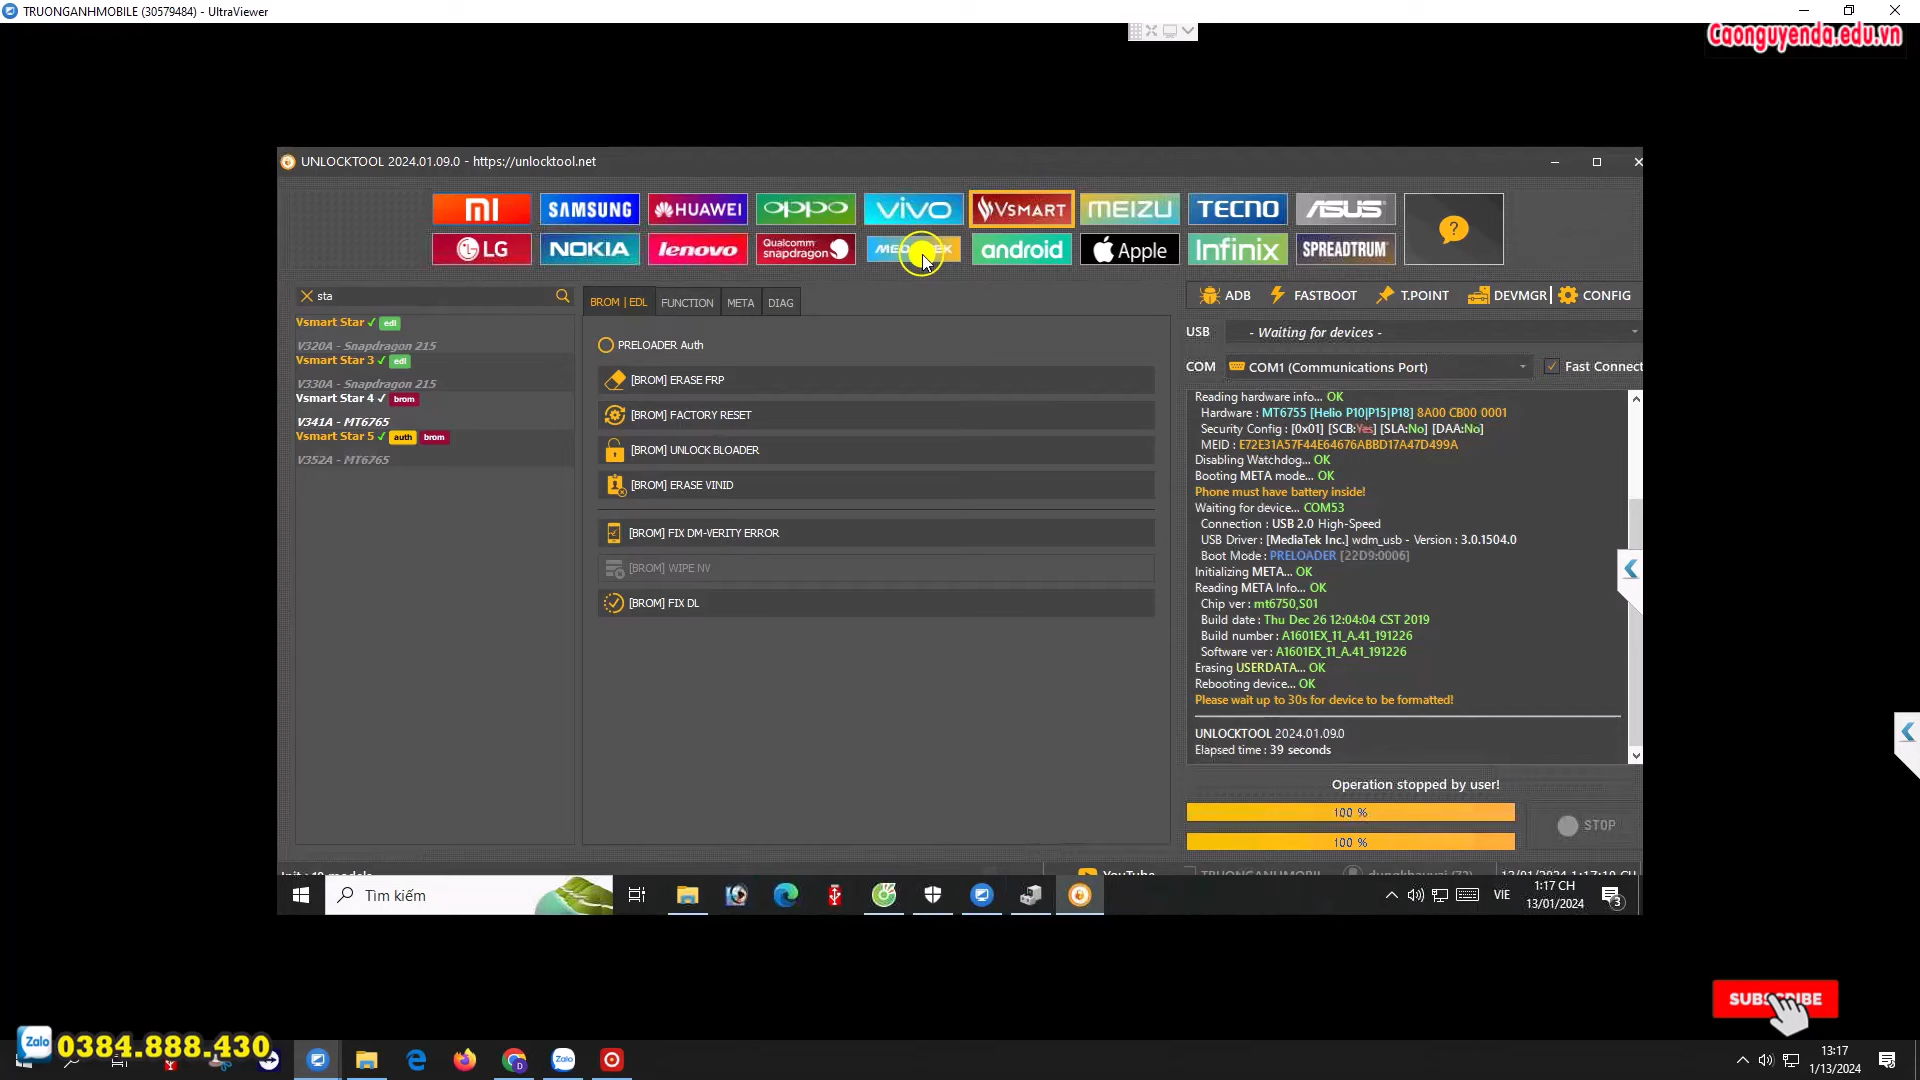 TRUONGANHMOBILE (30579484) - UltraViewer
Caonguyenda.edu.vn
UNLOCKTOOL 2024.01.09.0 - https://unlocktool.net
MI SAMSUNG HUAWEI oppo vivo VSMART MEIZU TECNO ASUS
LG NOKIA lenovo Qualcomm snapdragon android Apple Infinix SPREADTRUM
?
sta
Vsmart Star ✓ edl
V320A - Snapdragon 215
Vsmart Star 3 ✓ edl
V330A - Snapdragon 215
Vsmart Star 4 ✓ brom
V341A - MT6765
Vsmart Star 5 ✓ auth brom
V352A - MT6765
BROM | EDL FUNCTION META DIAG
PRELOADER Auth
[BROM] ERASE FRP
[BROM] FACTORY RESET
[BROM] UNLOCK BLOADER
[BROM] ERASE VINID
[BROM] FIX DM-VERITY ERROR
[BROM] WIPE NV
[BROM] FIX DL
ADB FASTBOOT T.POINT DEVMGR CONFIG
USB - Waiting for devices -
COM COM1 (Communications Port) Fast Connect
Reading hardware info... OK
Hardware : MT6755 [Helio P10|P15|P18] 8A00 CB00 0001
Security Config : [0x01] [SCB:Yes] [SLA:No] [DAA:No]
MEID : E72E31A57F44E64676ABBD17A47D499A
Disabling Watchdog... OK
Booting META mode... OK
Phone must have battery inside!
Waiting for device... COM53
Connection : USB 2.0 High-Speed
USB Driver : [MediaTek Inc.] wdm_usb - Version : 3.0.1504.0
Boot Mode : PRELOADER [22D9:0006]
Initializing META... OK
Reading META Info... OK
Chip ver : mt6750,S01
Build date : Thu Dec 26 12:04:04 CST 2019
Build number : A1601EX_11_A.41_191226
Software ver : A1601EX_11_A.41_191226
Erasing USERDATA... OK
Rebooting device... OK
Please wait up to 30s for device to be formatted!
UNLOCKTOOL 2024.01.09.0
Elapsed time : 39 seconds
Operation stopped by user!
100 %
100 %
STOP
YouTube
Tìm kiếm
VIE
1:17 CH
13/01/2024
3
SUBSCRIBE
Zalo 0384.888.430
Zalo
13:17
1/13/2024